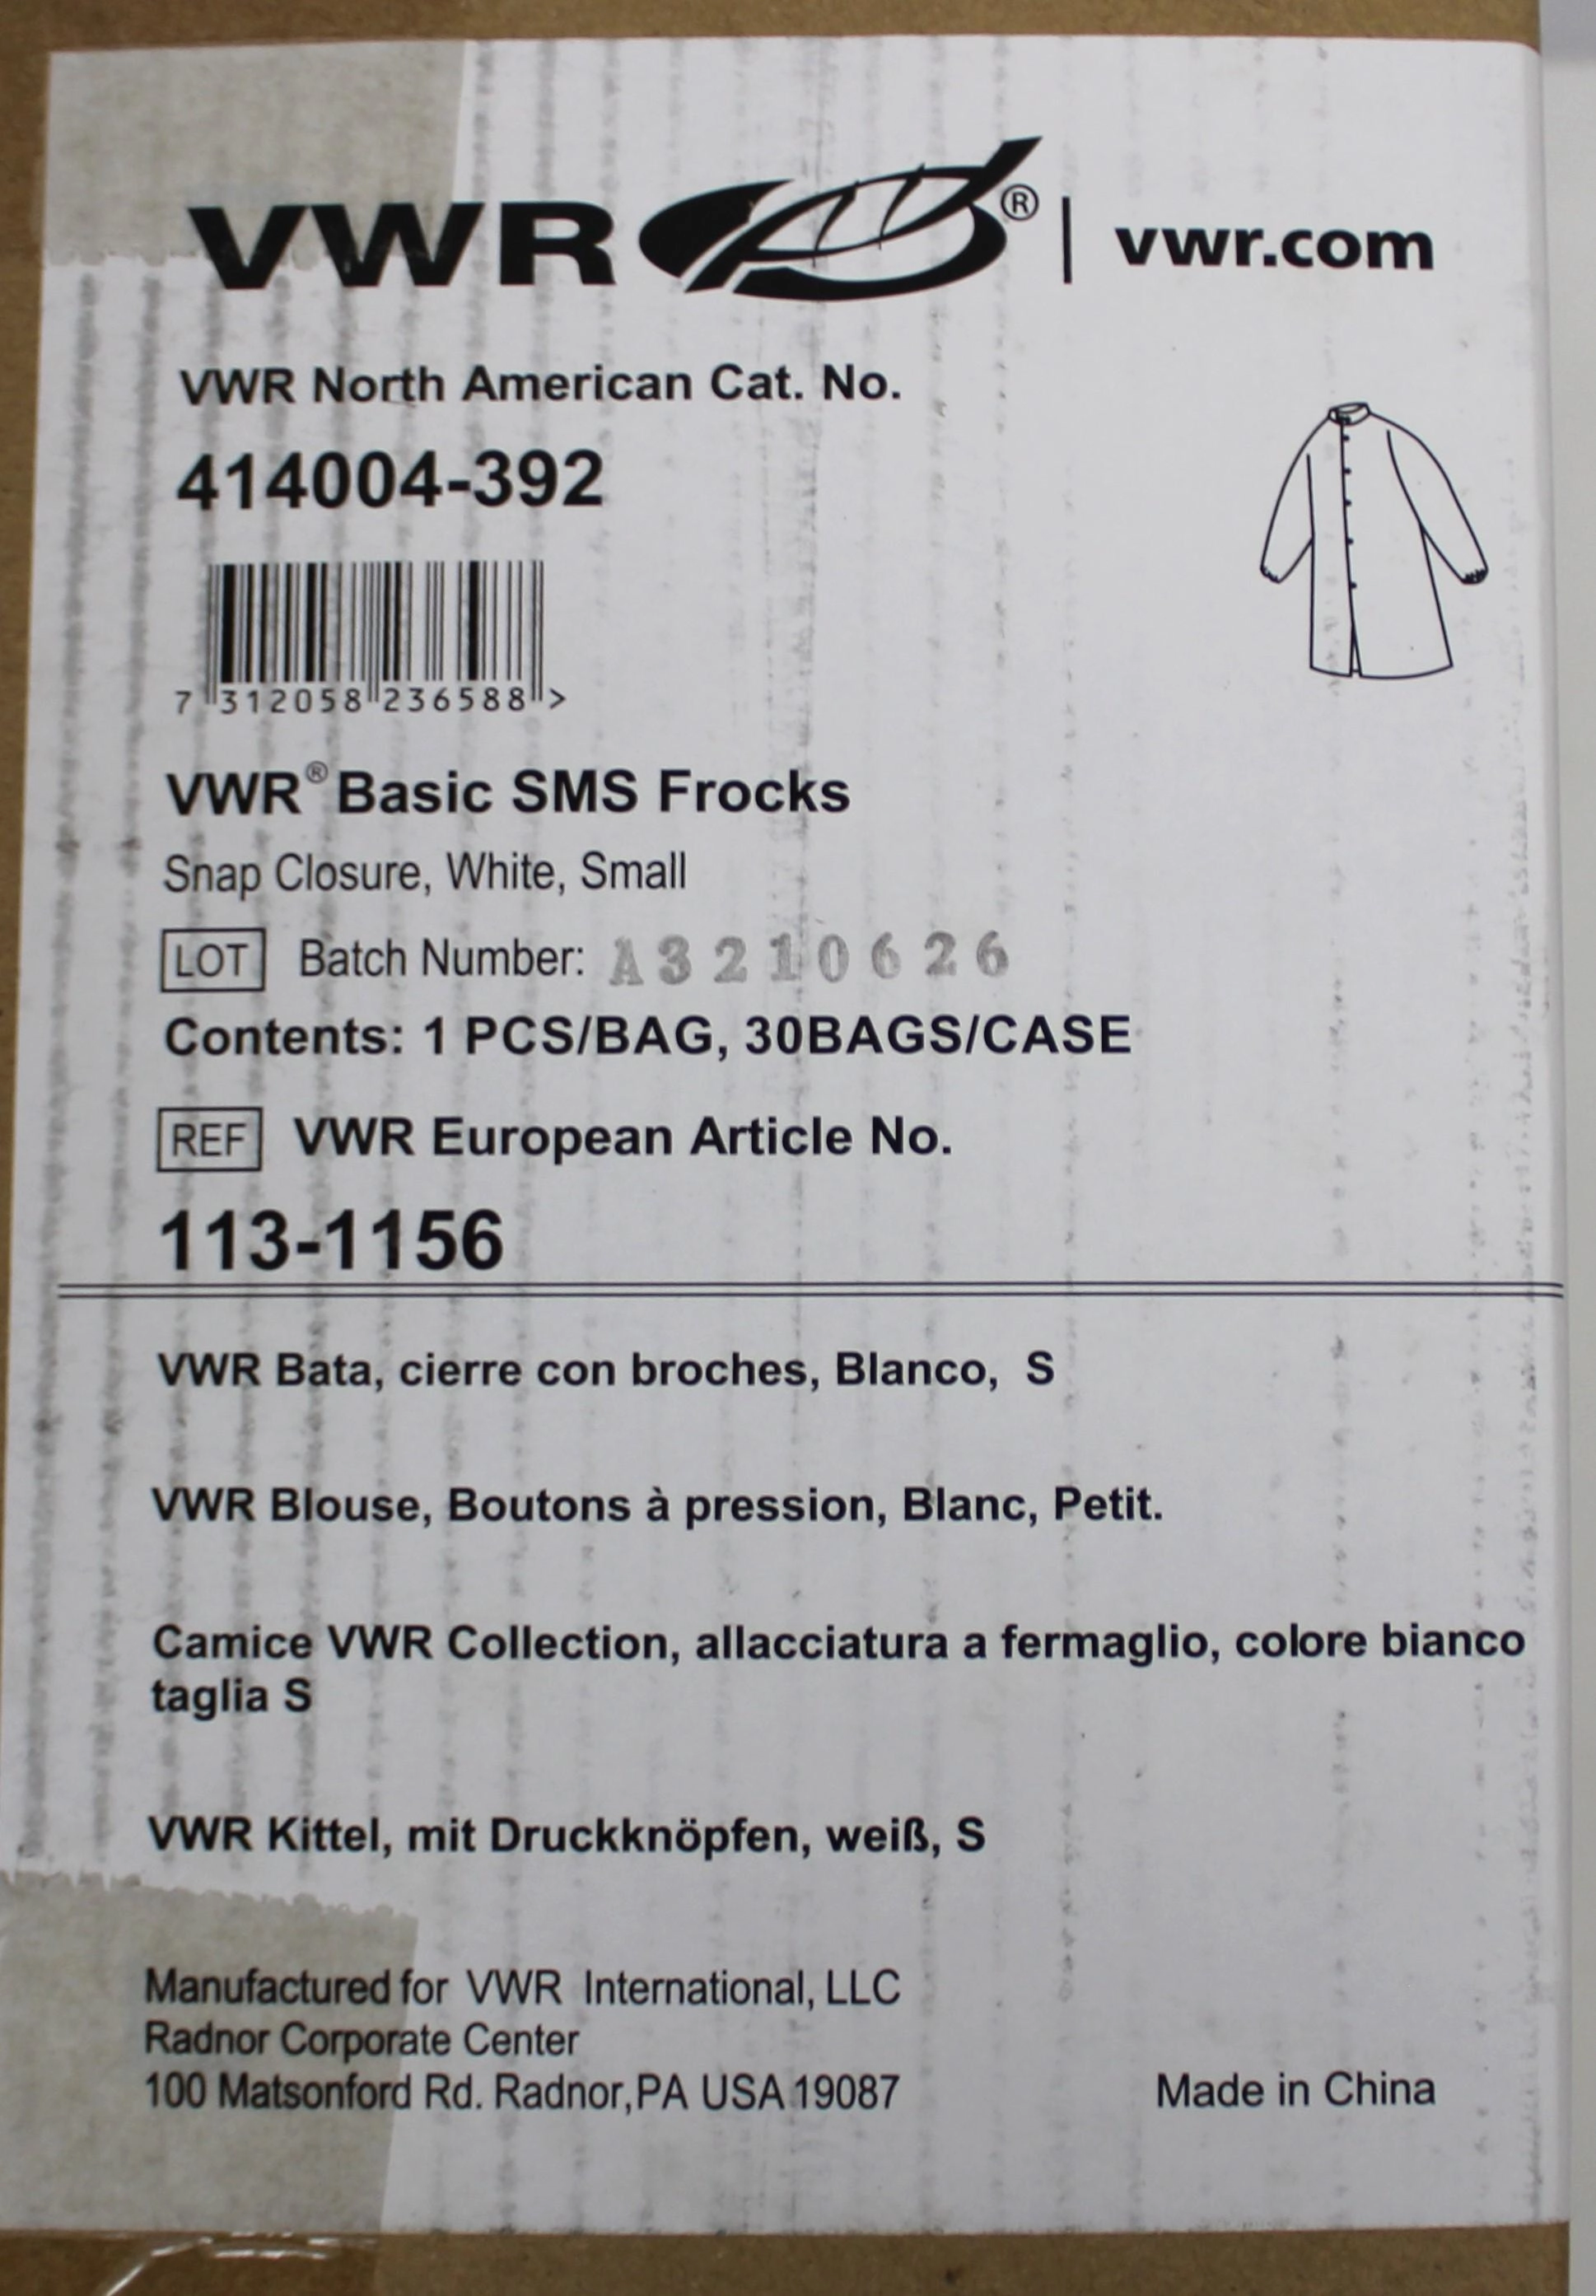 VWR® | vwr.com
VWR North American Cat. No.
414004-392
7 312058 236588 >
VWR® Basic SMS Frocks
Snap Closure, White, Small
LOT Batch Number: A3210626
Contents: 1 PCS/BAG, 30BAGS/CASE
REF VWR European Article No.
113-1156
VWR Bata, cierre con broches, Blanco, S
VWR Blouse, Boutons à pression, Blanc, Petit.
Camice VWR Collection, allacciatura a fermaglio, colore bianco
taglia S
VWR Kittel, mit Druckknöpfen, weiß, S
Manufactured for VWR International, LLC
Radnor Corporate Center
100 Matsonford Rd. Radnor,PA USA 19087
Made in China